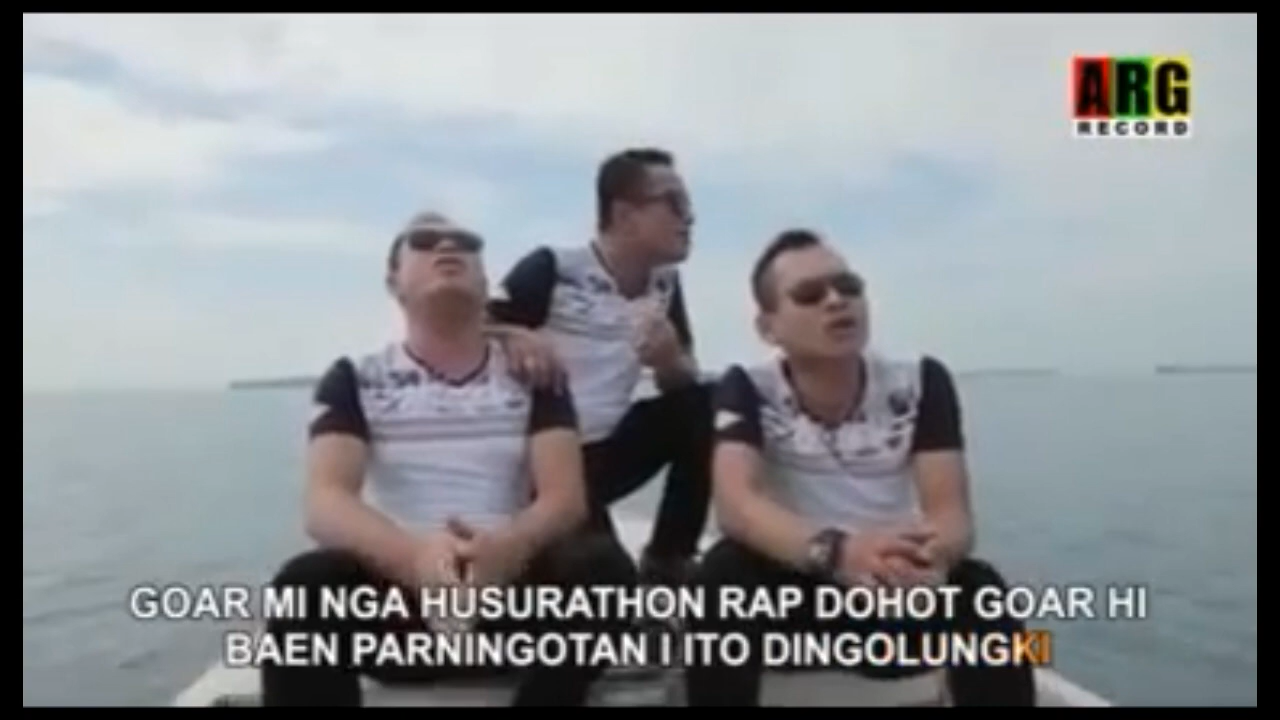 ARG
RECORD
GOAR MI NGA HUSURATHON RAP DOHOT GOAR HI
BAEN PARNINGOTAN I ITO DINGOLUNGKI